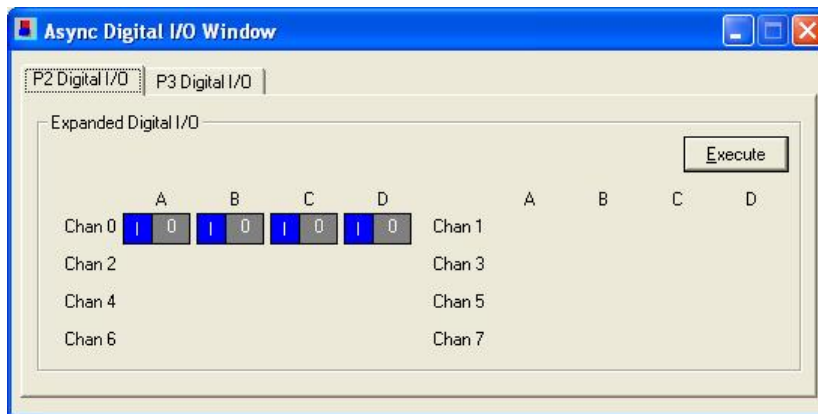 Async Digital I/O Window
P2 Digital I/O P3 Digital I/O
Expanded Digital I/O
Execute
A B C D A B C D
Chan 0 I 0 I 0 I 0 I 0 Chan 1
Chan 2 Chan 3
Chan 4 Chan 5
Chan 6 Chan 7